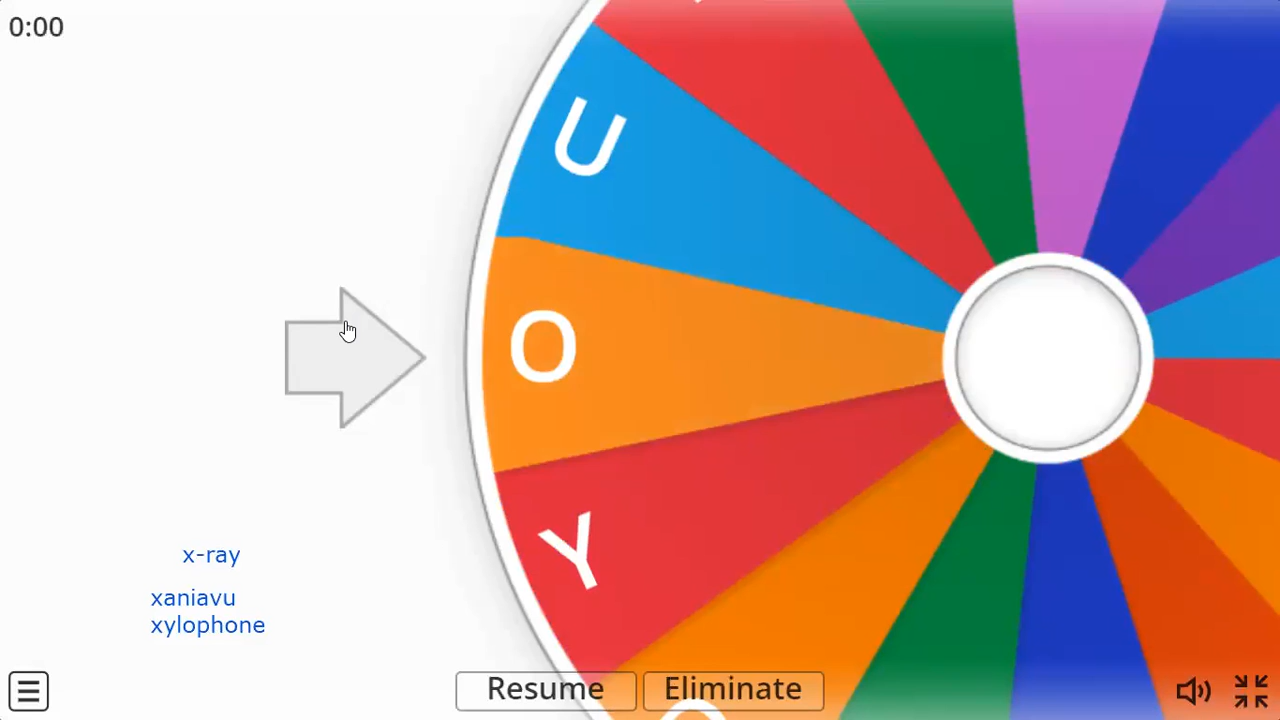 0:00
U
O
Y
x-ray
xaniavu
xylophone
Resume
Eliminate